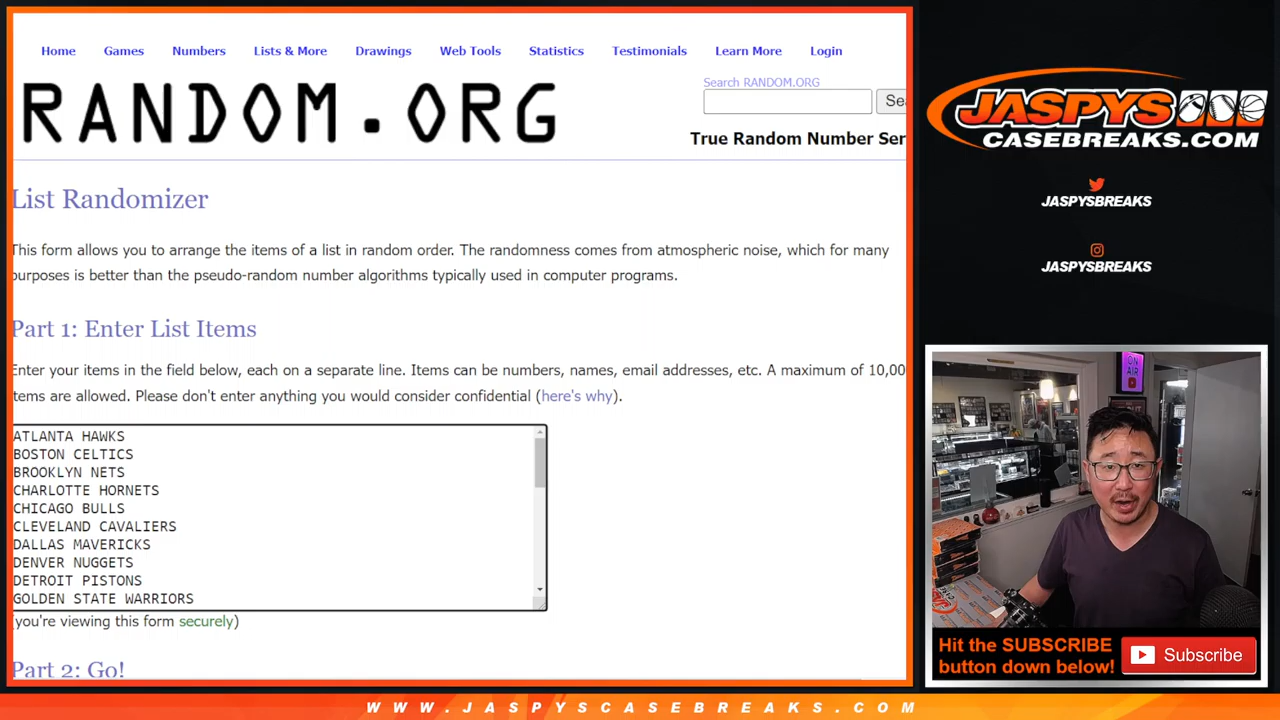 Home Games Numbers Lists & More Drawings Web Tools Statistics Testimonials Learn More Login
RANDOM.ORG
Search RANDOM.ORG
Sea
True Random Number Ser
List Randomizer
This form allows you to arrange the items of a list in random order. The randomness comes from atmospheric noise, which for many
purposes is better than the pseudo-random number algorithms typically used in computer programs.
Part 1: Enter List Items
Enter your items in the field below, each on a separate line. Items can be numbers, names, email addresses, etc. A maximum of 10,00
items are allowed. Please don't enter anything you would consider confidential (here's why).
ATLANTA HAWKS
BOSTON CELTICS
BROOKLYN NETS
CHARLOTTE HORNETS
CHICAGO BULLS
CLEVELAND CAVALIERS
DALLAS MAVERICKS
DENVER NUGGETS
DETROIT PISTONS
GOLDEN STATE WARRIORS
(you're viewing this form securely)
Part 2: Go!
JASPYS
CASEBREAKS.COM
JASPYSBREAKS
JASPYSBREAKS
ON
AIR
Hit the SUBSCRIBE
button down below!
Subscribe
WWW.JASPYSCASEBREAKS.COM